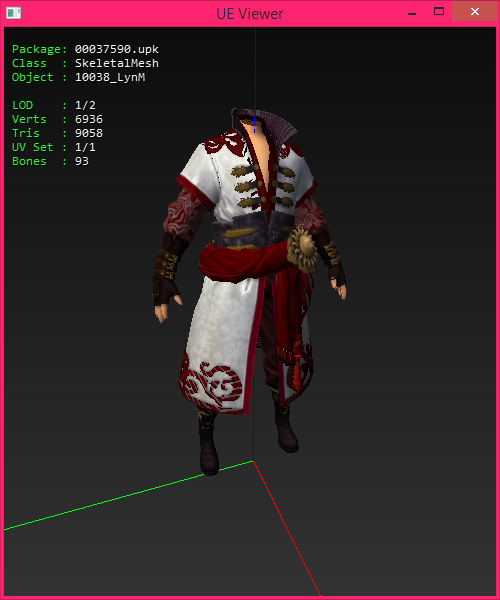 UE Viewer
Package: 00037590.upk
Class  : SkeletalMesh
Object : 10038_LynM
LOD    : 1/2
Verts  : 6936
Tris   : 9058
UV Set : 1/1
Bones  : 93